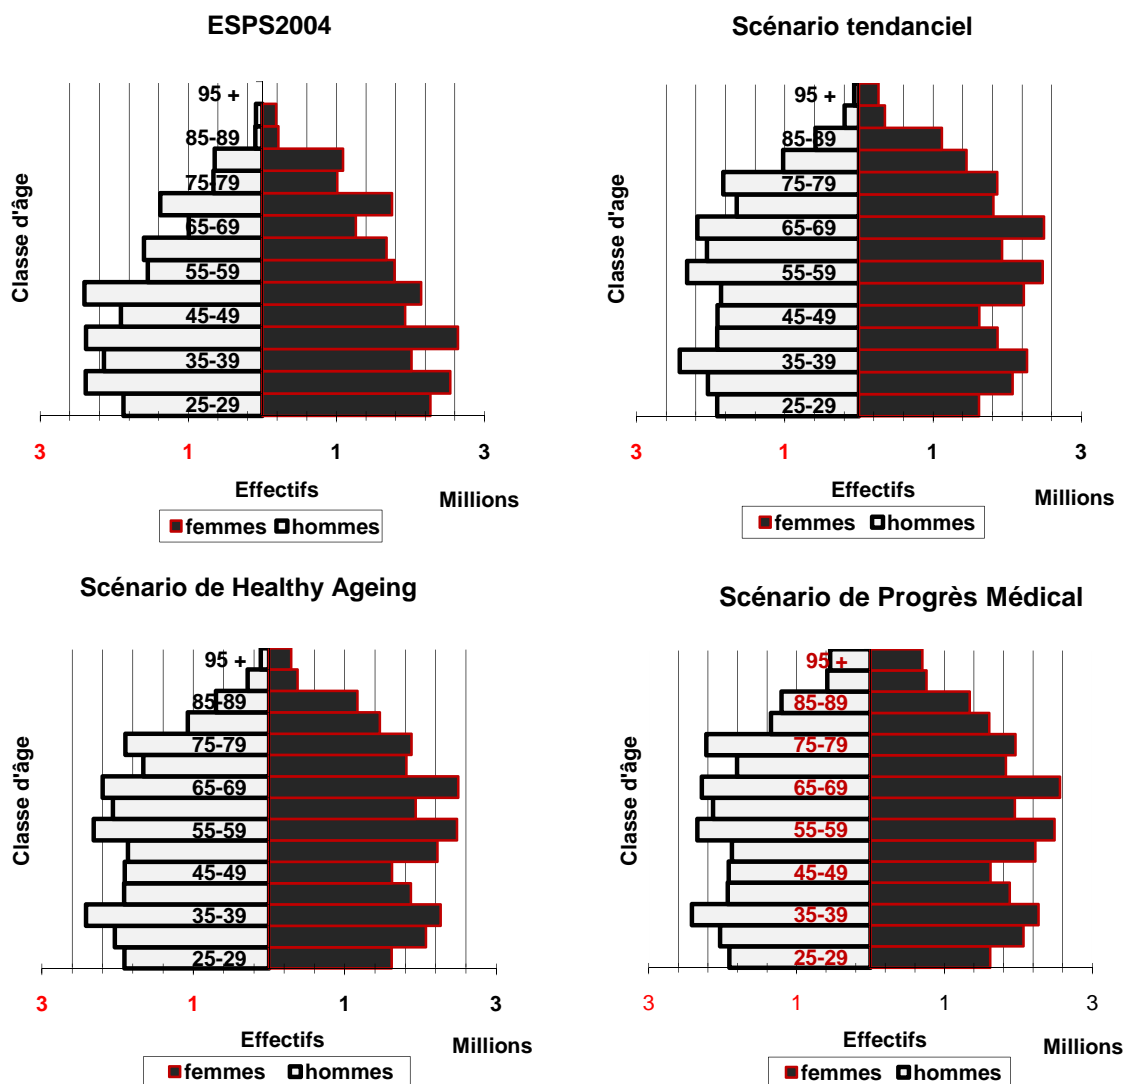 ESPS2004
Classe d'âge
95 +
85-89
75-79
65-69
55-59
45-49
35-39
25-29
3 1 1 3
Effectifs
Millions
femmes hommes
Scénario tendanciel
Classe d'age
95 +
85-89
75-79
65-69
55-59
45-49
35-39
25-29
3 1 1 3
Effectifs
Millions
femmes hommes
Scénario de Healthy Ageing
Classe d'âge
95 +
85-89
75-79
65-69
55-59
45-49
35-39
25-29
3 1 1 3
Effectifs
Millions
femmes hommes
Scénario de Progrès Médical
Classe d'âge
95 +
85-89
75-79
65-69
55-59
45-49
35-39
25-29
3 1 1 3
Effectifs
Millions
femmes hommes